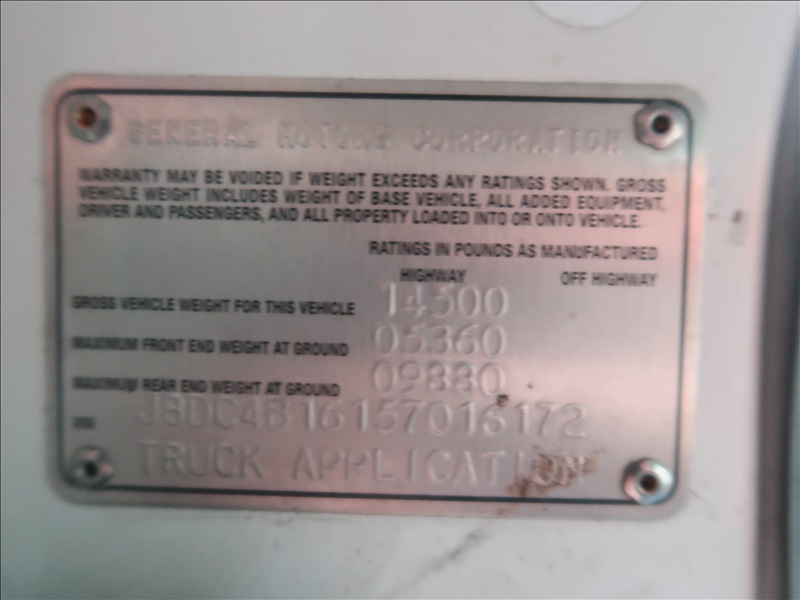 GENERAL MOTORS CORPORATION
WARRANTY MAY BE VOIDED IF WEIGHT EXCEEDS ANY RATINGS SHOWN. GROSS
VEHICLE WEIGHT INCLUDES WEIGHT OF BASE VEHICLE, ALL ADDED EQUIPMENT,
DRIVER AND PASSENGERS, AND ALL PROPERTY LOADED INTO OR ONTO VEHICLE.
RATINGS IN POUNDS AS MANUFACTURED
HIGHWAY OFF HIGHWAY
GROSS VEHICLE WEIGHT FOR THIS VEHICLE 14500
MAXIMUM FRONT END WEIGHT AT GROUND 05360
MAXIMUM REAR END WEIGHT AT GROUND 09880
VIN J8DC4B16157016172
TRUCK APPLICATION